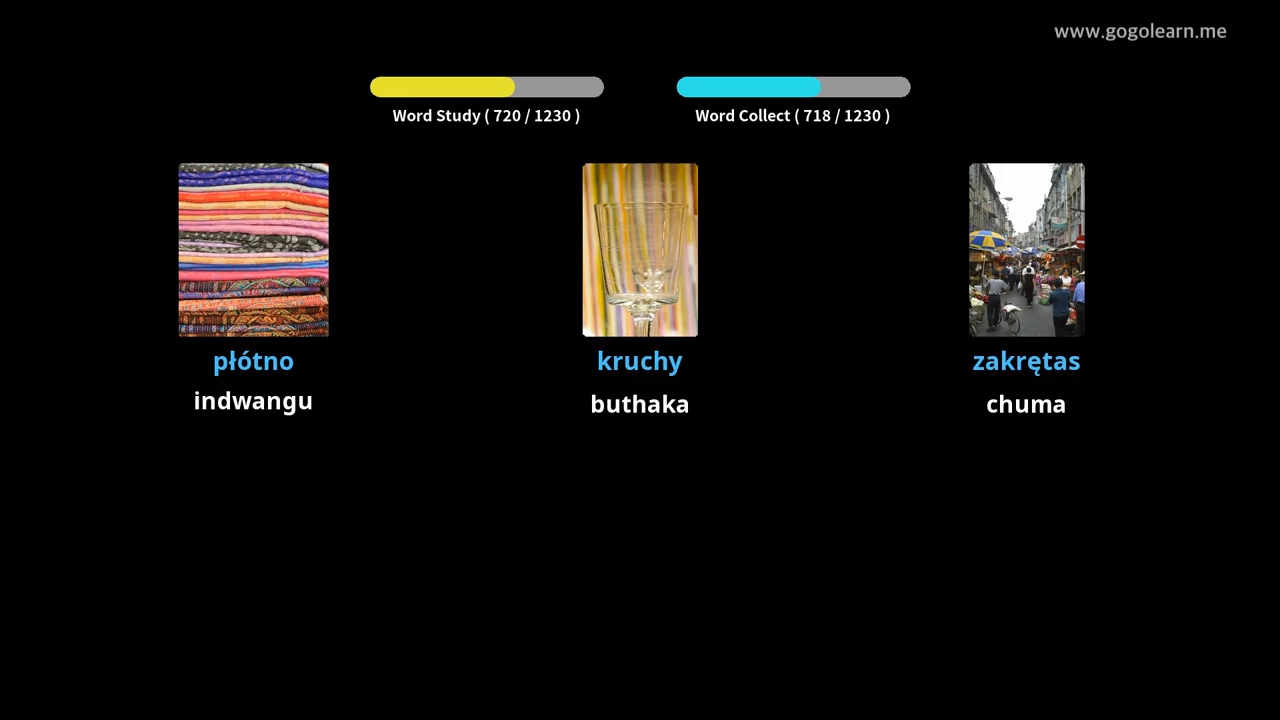 www.gogolearn.me
Word Study ( 720 / 1230 )
Word Collect ( 718 / 1230 )
płótno
kruchy
zakrętas
indwangu
buthaka
chuma